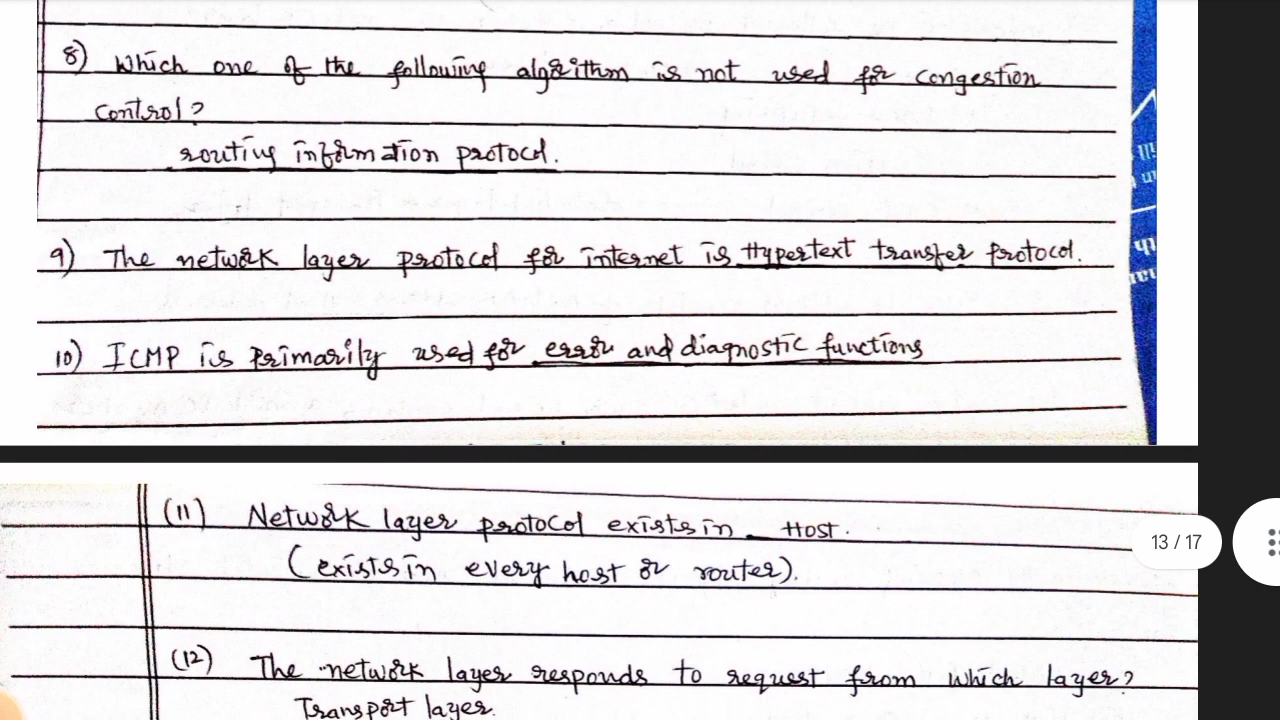 8) Which one of the following algorithm is not used for congestion
control?
routing information protocol.
9) The network layer protocol for internet is Hypertext transfer protocol.
10) ICMP is primarily used for error and diagnostic functions
(11) Network layer protocol exists in Host.
(exists in every host or router).
13 / 17
(12) The network layer responds to request from which layer?
Transport layer.